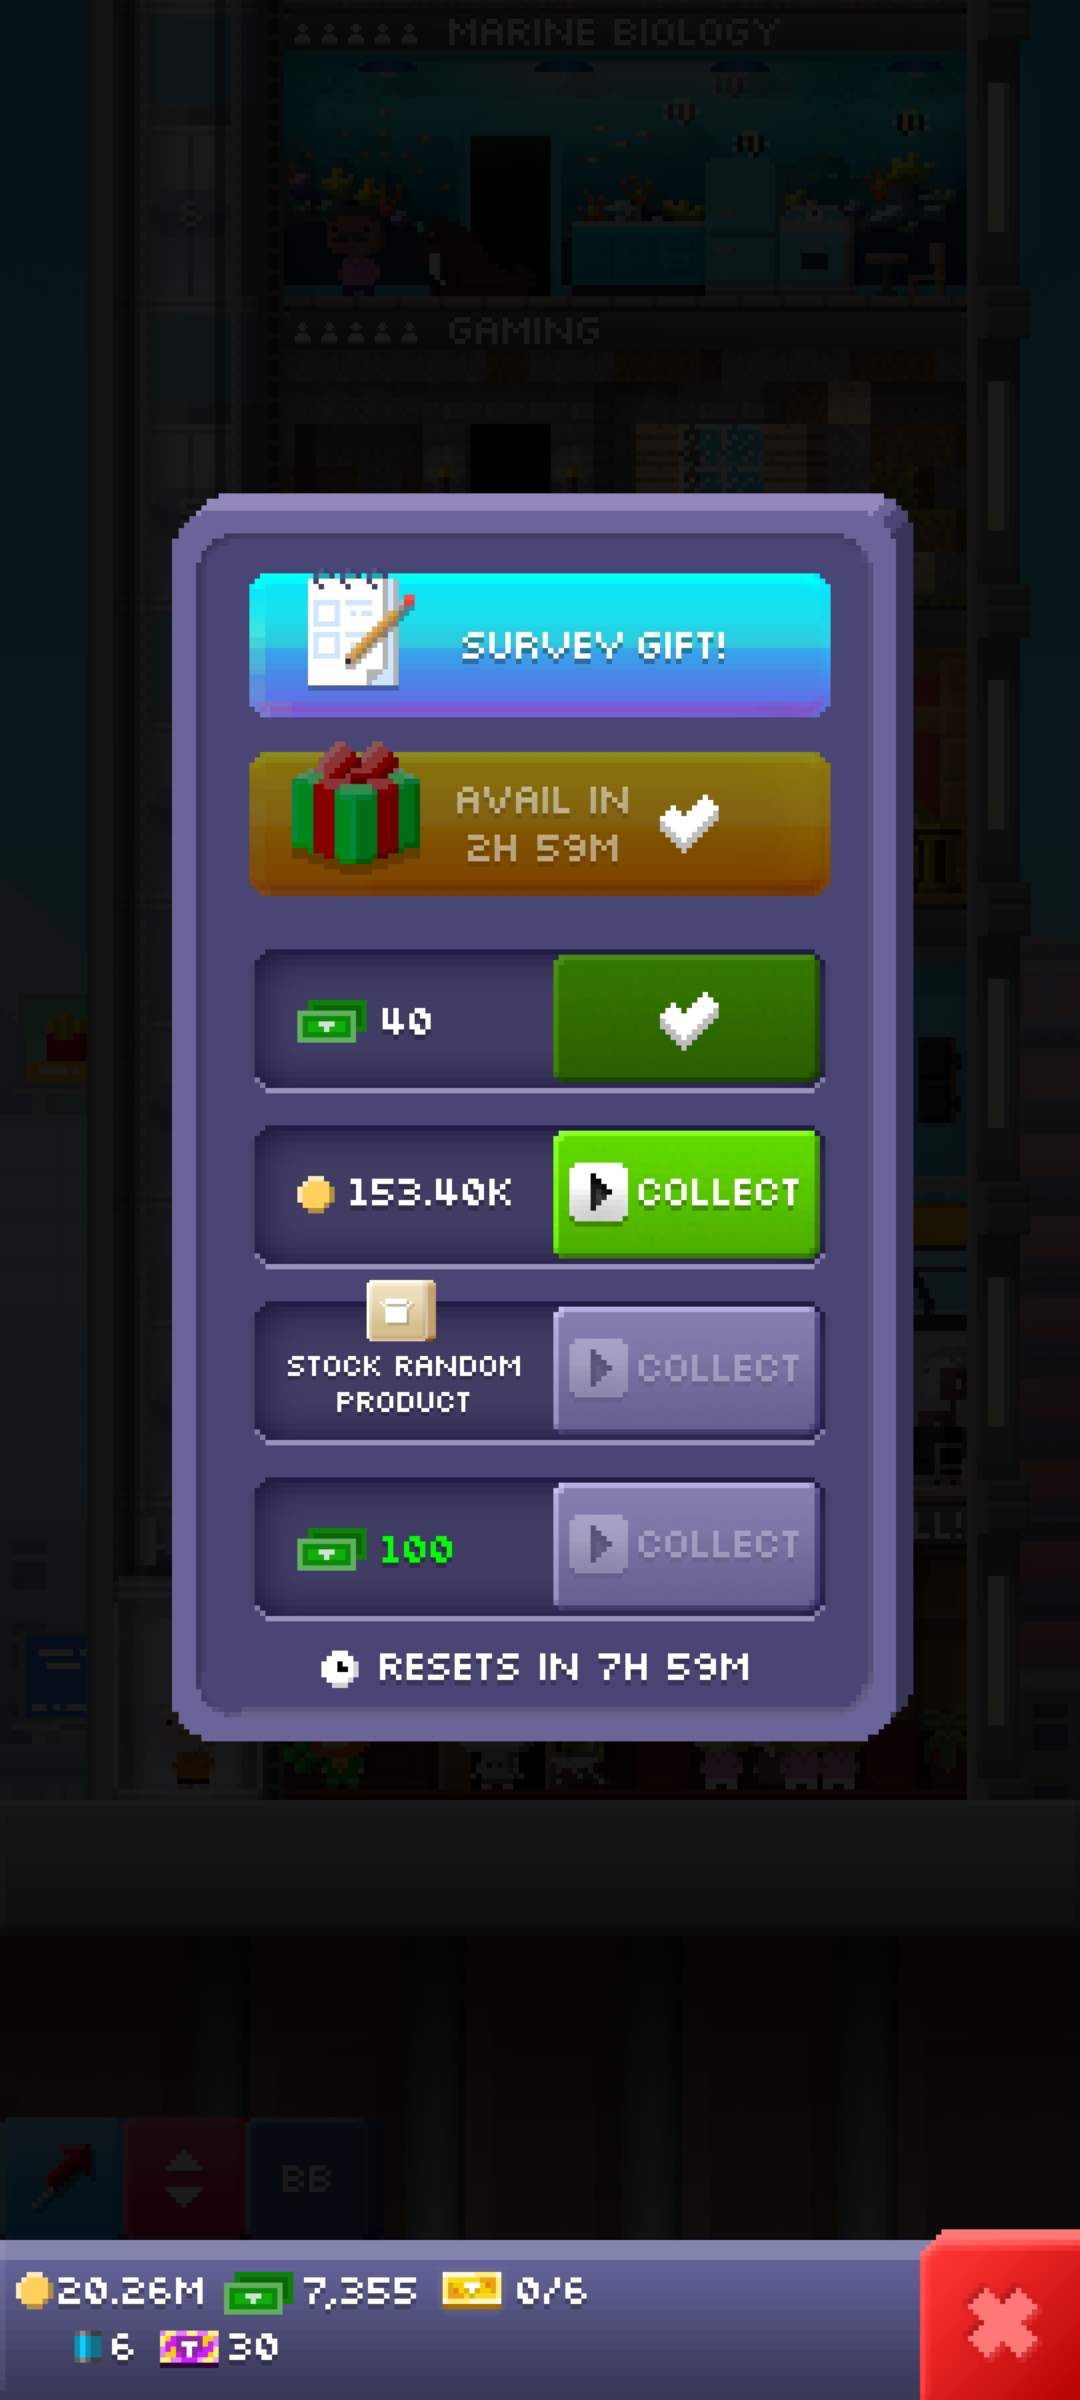 MARINE BIOLOGY
6
GAMING
SURVEY GIFT!
AVAIL IN
2H 59M
40
153.40K
COLLECT
STOCK RANDOM
PRODUCT
COLLECT
100
COLLECT
RESETS IN 7H 59M
BB
20.26M 7,355 0/6
6 T 30